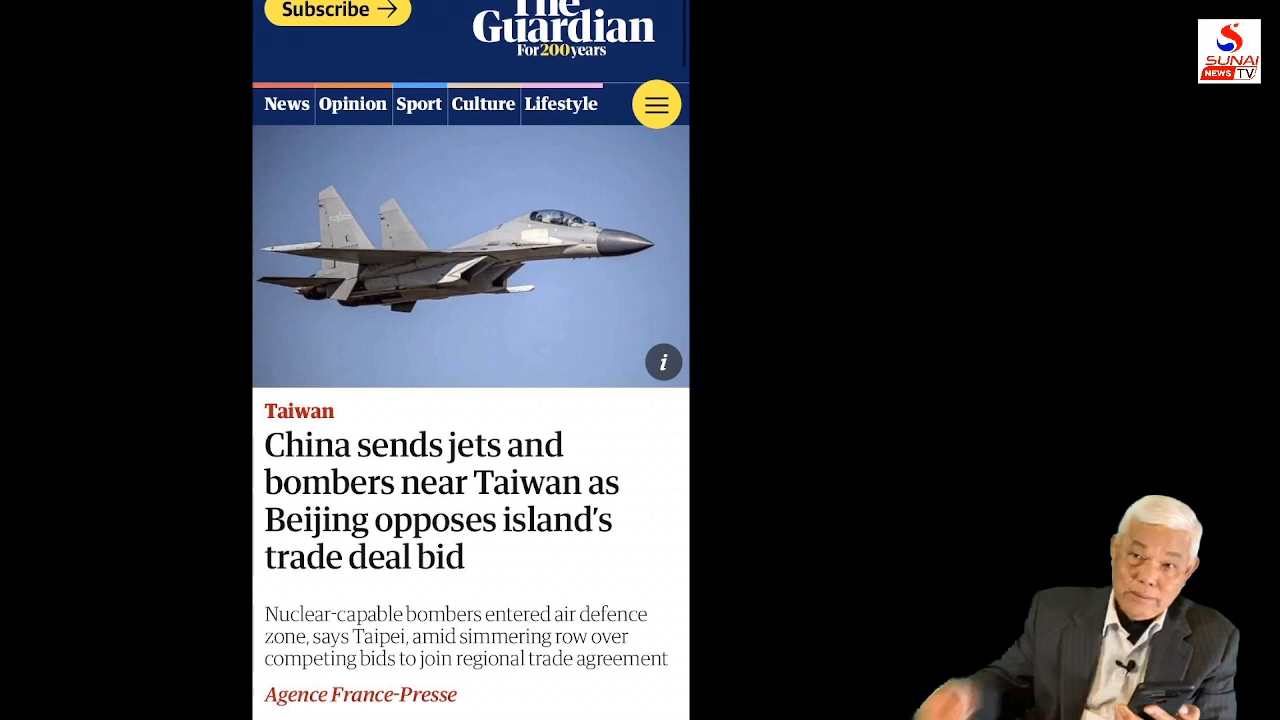 Subscribe →
The
Guardian
For 200 years
News Opinion Sport Culture Lifestyle
i
Taiwan
China sends jets and
bombers near Taiwan as
Beijing opposes island's
trade deal bid
Nuclear-capable bombers entered air defence
zone, says Taipei, amid simmering row over
competing bids to join regional trade agreement
Agence France-Presse
SUNAI
NEWS TV